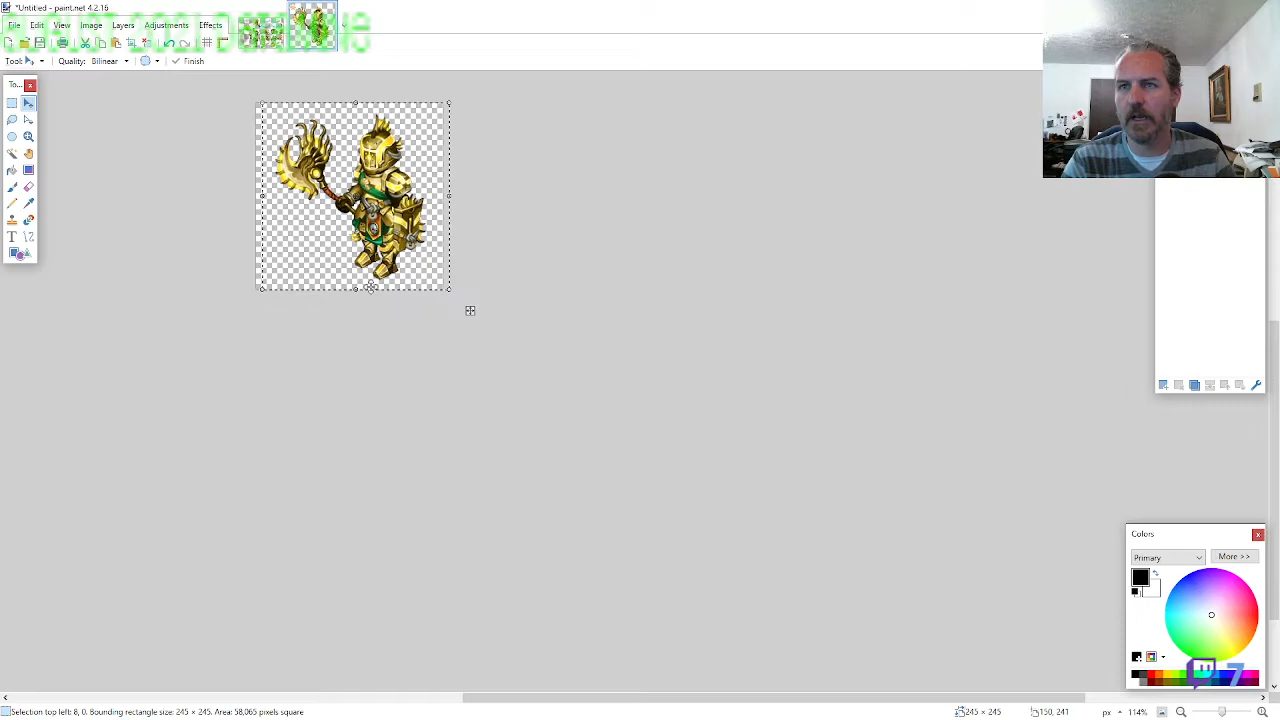 *Untitled - paint.net 4.2.16
File Edit View Image Layers Adjustments Effects
Tool: Quality: Bilinear Finish
To...
Colors
Primary More >>
7
Selection top left: 8, 0. Bounding rectangle size: 245 × 245, Area: 58,065 pixels square 245 × 245 150, 241 px 114%